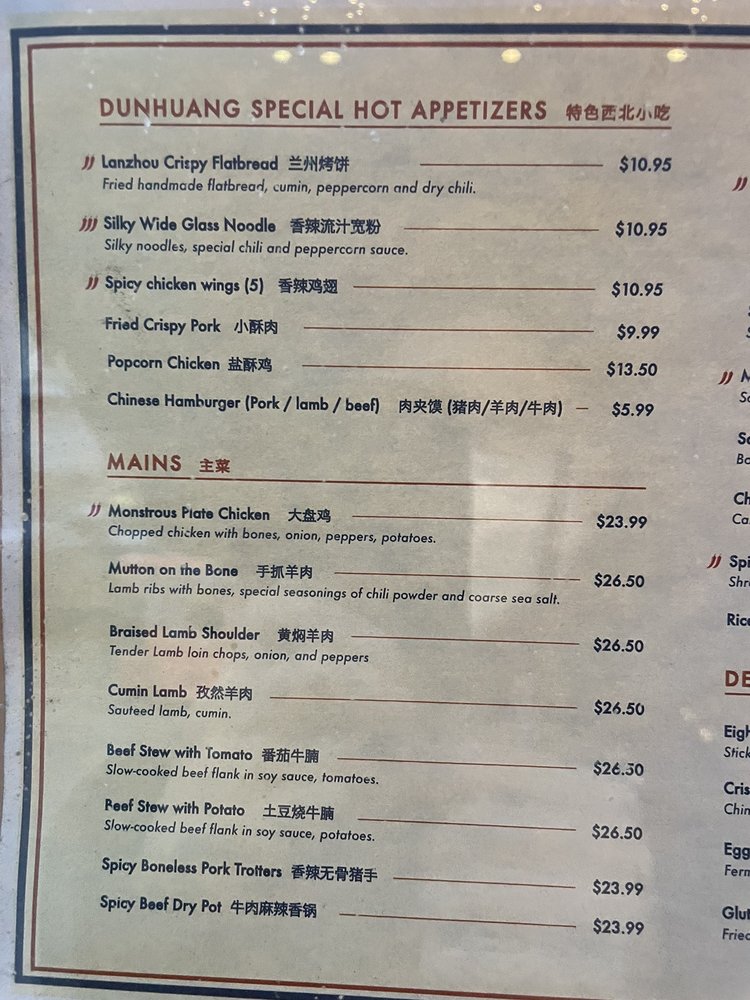 DUNHUANG SPECIAL HOT APPETIZERS 特色西北小吃
Lanzhou Crispy Flatbread 兰州烤饼 $10.95
Fried handmade flatbread, cumin, peppercorn and dry chili.
Silky Wide Glass Noodle 香辣流汁宽粉 $10.95
Silky noodles, special chili and peppercorn sauce.
Spicy chicken wings (5) 香辣鸡翅 $10.95
Fried Crispy Pork 小酥肉 $9.99
Popcorn Chicken 盐酥鸡 $13.50
Chinese Hamburger (Pork / lamb / beef) 肉夹馍 (猪肉/羊肉/牛肉) $5.99
MAINS 主菜
Monstrous Plate Chicken 大盘鸡 $23.99
Chopped chicken with bones, onion, peppers, potatoes.
Mutton on the Bone 手抓羊肉 $26.50
Lamb ribs with bones, special seasonings of chili powder and coarse sea salt.
Braised Lamb Shoulder 黄焖羊肉 $26.50
Tender Lamb loin chops, onion, and peppers
Cumin Lamb 孜然羊肉 $26.50
Sauteed lamb, cumin.
Beef Stew with Tomato 番茄牛腩 $26.50
Slow-cooked beef flank in soy sauce, tomatoes.
Beef Stew with Potato 土豆烧牛腩 $26.50
Slow-cooked beef flank in soy sauce, potatoes.
Spicy Boneless Pork Trotters 香辣无骨猪手 $23.99
Spicy Beef Dry Pot 牛肉麻辣香锅 $23.99
Rice